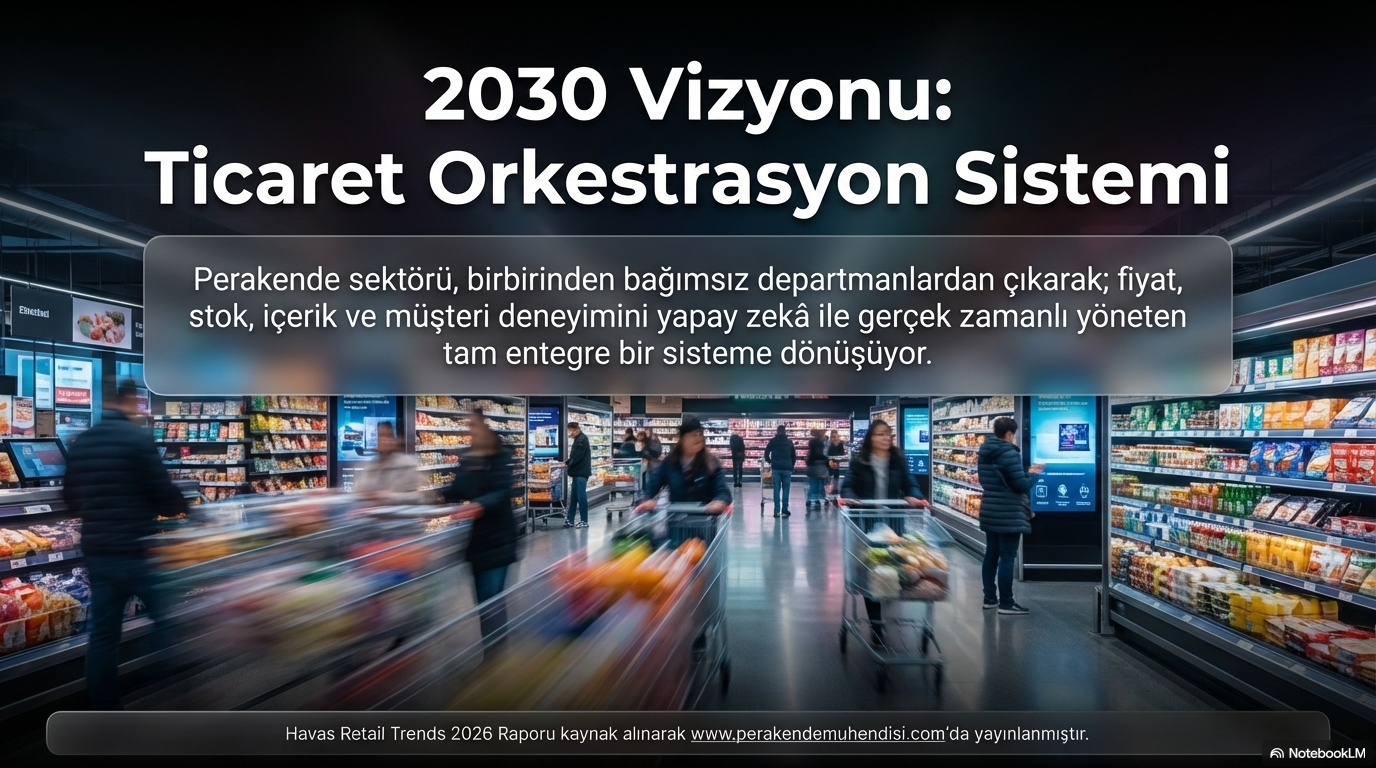 2030 Vizyonu:
Ticaret Orkestrasyon Sistemi
Perakende sektörü, birbirinden bağımsız departmanlardan çıkarak; fiyat,
stok, içerik ve müşteri deneyimini yapay zekâ ile gerçek zamanlı yöneten
tam entegre bir sisteme dönüşüyor.
Havas Retail Trends 2026 Raporu kaynak alınarak www.perakendemuhendisi.com'da yayınlanmıştır.
NotebookLM